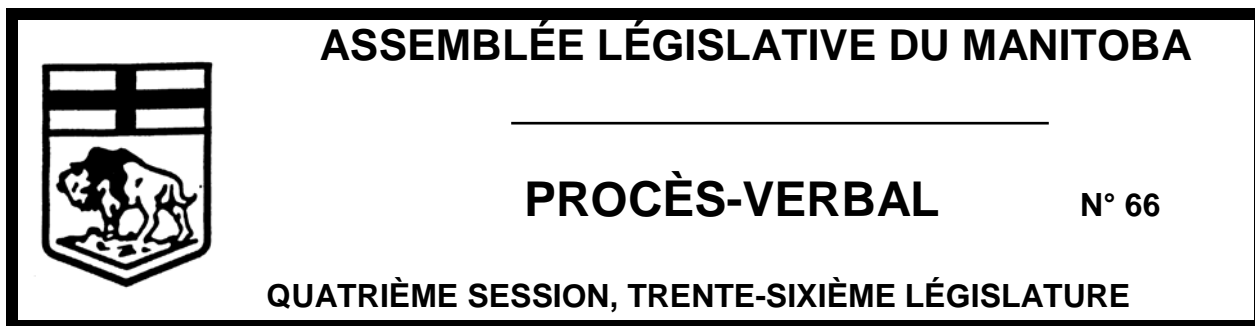 ASSEMBLÉE LÉGISLATIVE DU MANITOBA
PROCÈS-VERBAL N° 66
QUATRIÈME SESSION, TRENTE-SIXIÈME LÉGISLATURE